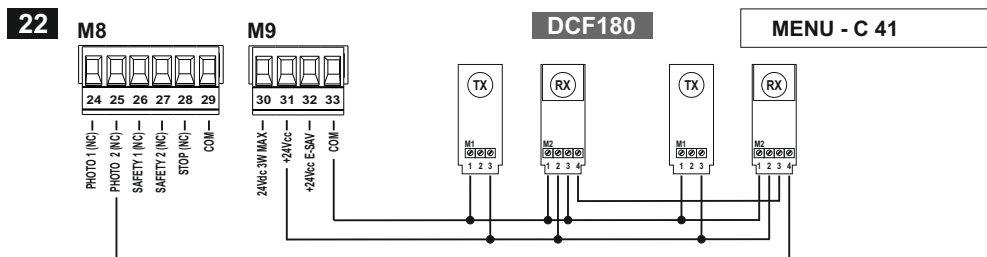 22
M8
M9
DCF180
MENU - C 41
TX
RX
TX
RX
24 25 26 27 28 29
30 31 32 33
PHOTO 1 (NC)
PHOTO 2 (NC)
SAFETY 1 (NC)
SAFETY 2 (NC)
STOP (NC)
COM
24Vdc 3W MAX
+24Vcc
+24Vcc E-SAV
COM
M1
1 2 3
M2
1 2 3 4
M1
1 2 3
M2
1 2 3 4